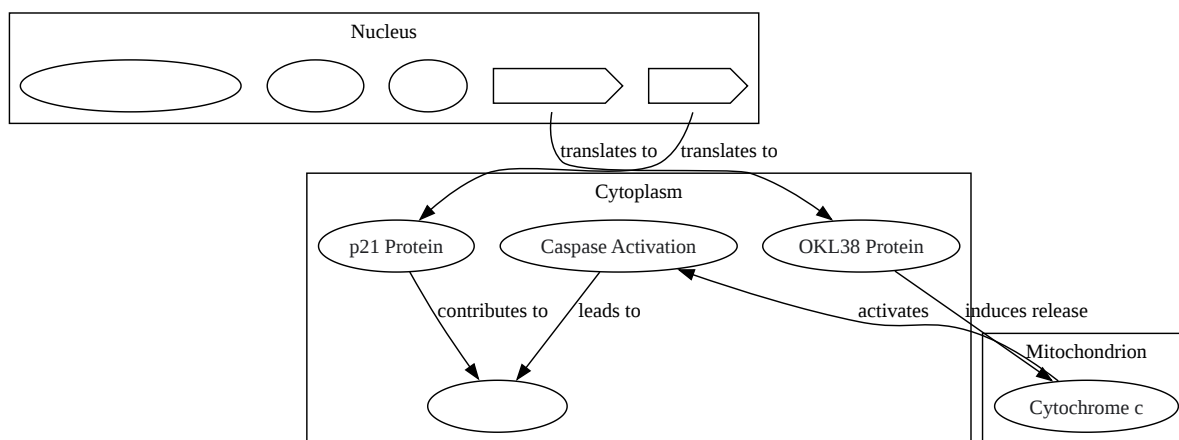 Nucleus
translates to
translates to
Cytoplasm
p21 Protein
Caspase Activation
OKL38 Protein
contributes to
leads to
activates
induces release
Mitochondrion
Cytochrome c